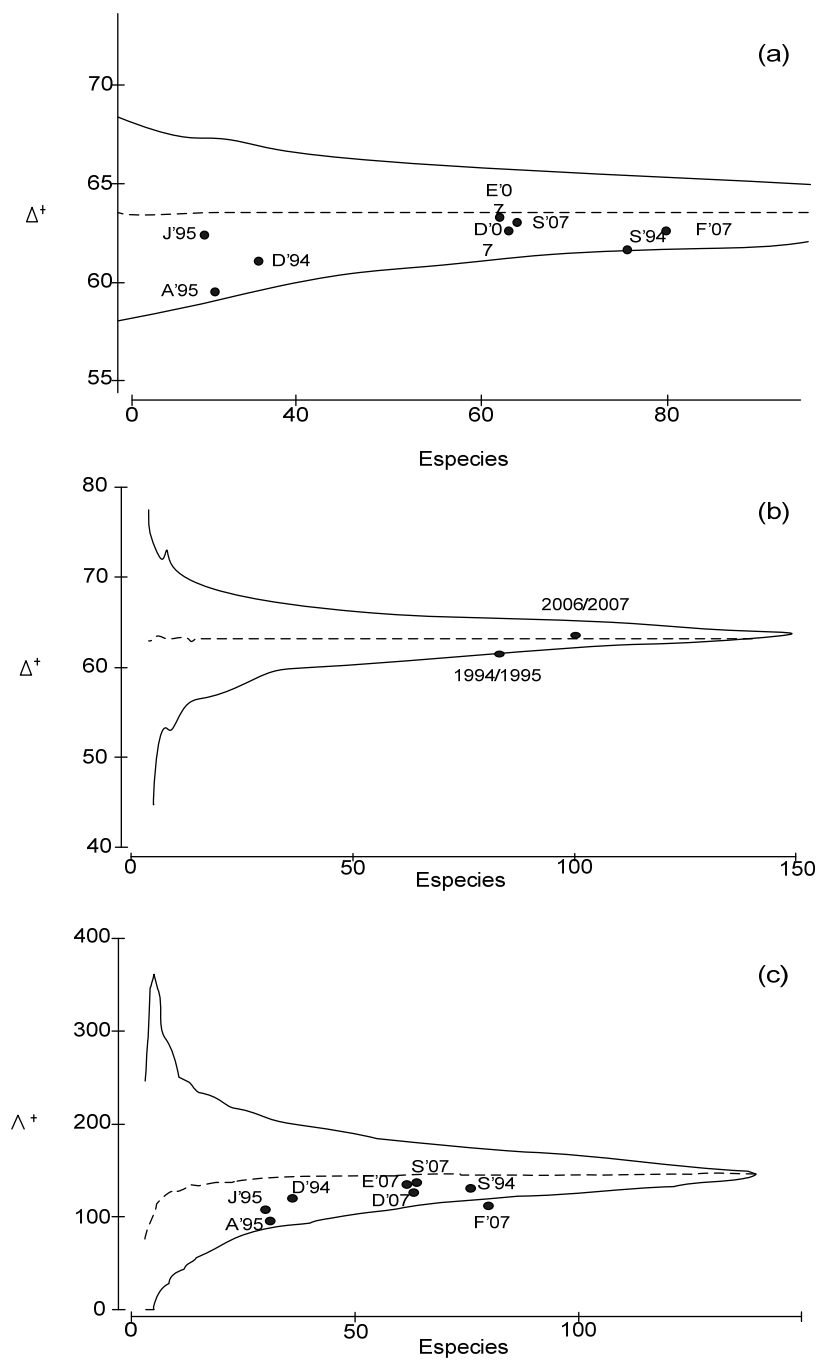 (a)
70
65
E'0
7
Δ+
J'95
D'0
7
S'07
S'94
F'07
D'94
60
A'95
55
0
40
60
80
Especies
80
(b)
70
2006/2007
Δ+
60
1994/1995
50
40
0
50
100
150
Especies
400
(c)
300
200
Λ+
S'07
E'07
S'94
D'94
D'07
J'95
100
A'95
F'07
0
0
50
100
Especies